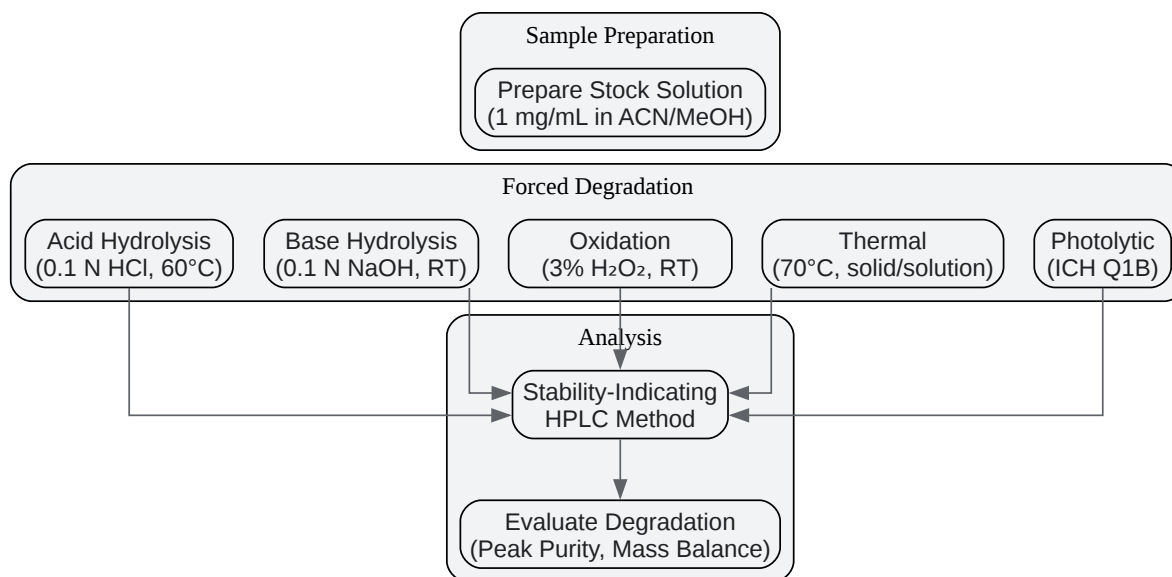 Sample Preparation
Prepare Stock Solution
(1 mg/mL in ACN/MeOH)
Forced Degradation
Acid Hydrolysis
(0.1 N HCl, 60°C)
Base Hydrolysis
(0.1 N NaOH, RT)
Oxidation
(3% H₂O₂, RT)
Thermal
(70°C, solid/solution)
Photolytic
(ICH Q1B)
Analysis
Stability-Indicating
HPLC Method
Evaluate Degradation
(Peak Purity, Mass Balance)